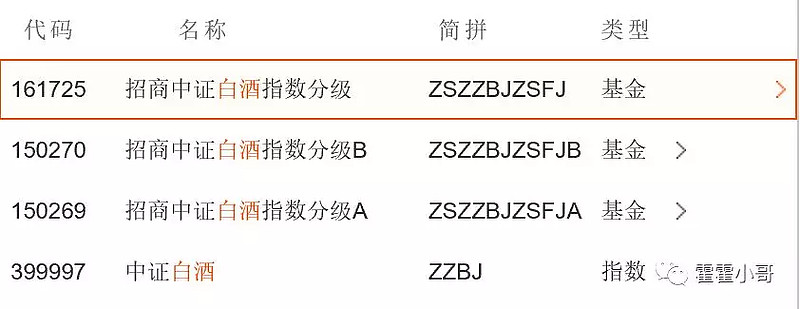 代码 名称 简拼 类型
161725 招商中证白酒指数分级 ZSZZBJZSFJ 基金
150270 招商中证白酒指数分级B ZSZZBJZSFJB 基金
150269 招商中证白酒指数分级A ZSZZBJZSFJA 基金
399997 中证白酒 ZZBJ 指数
霍霍小哥